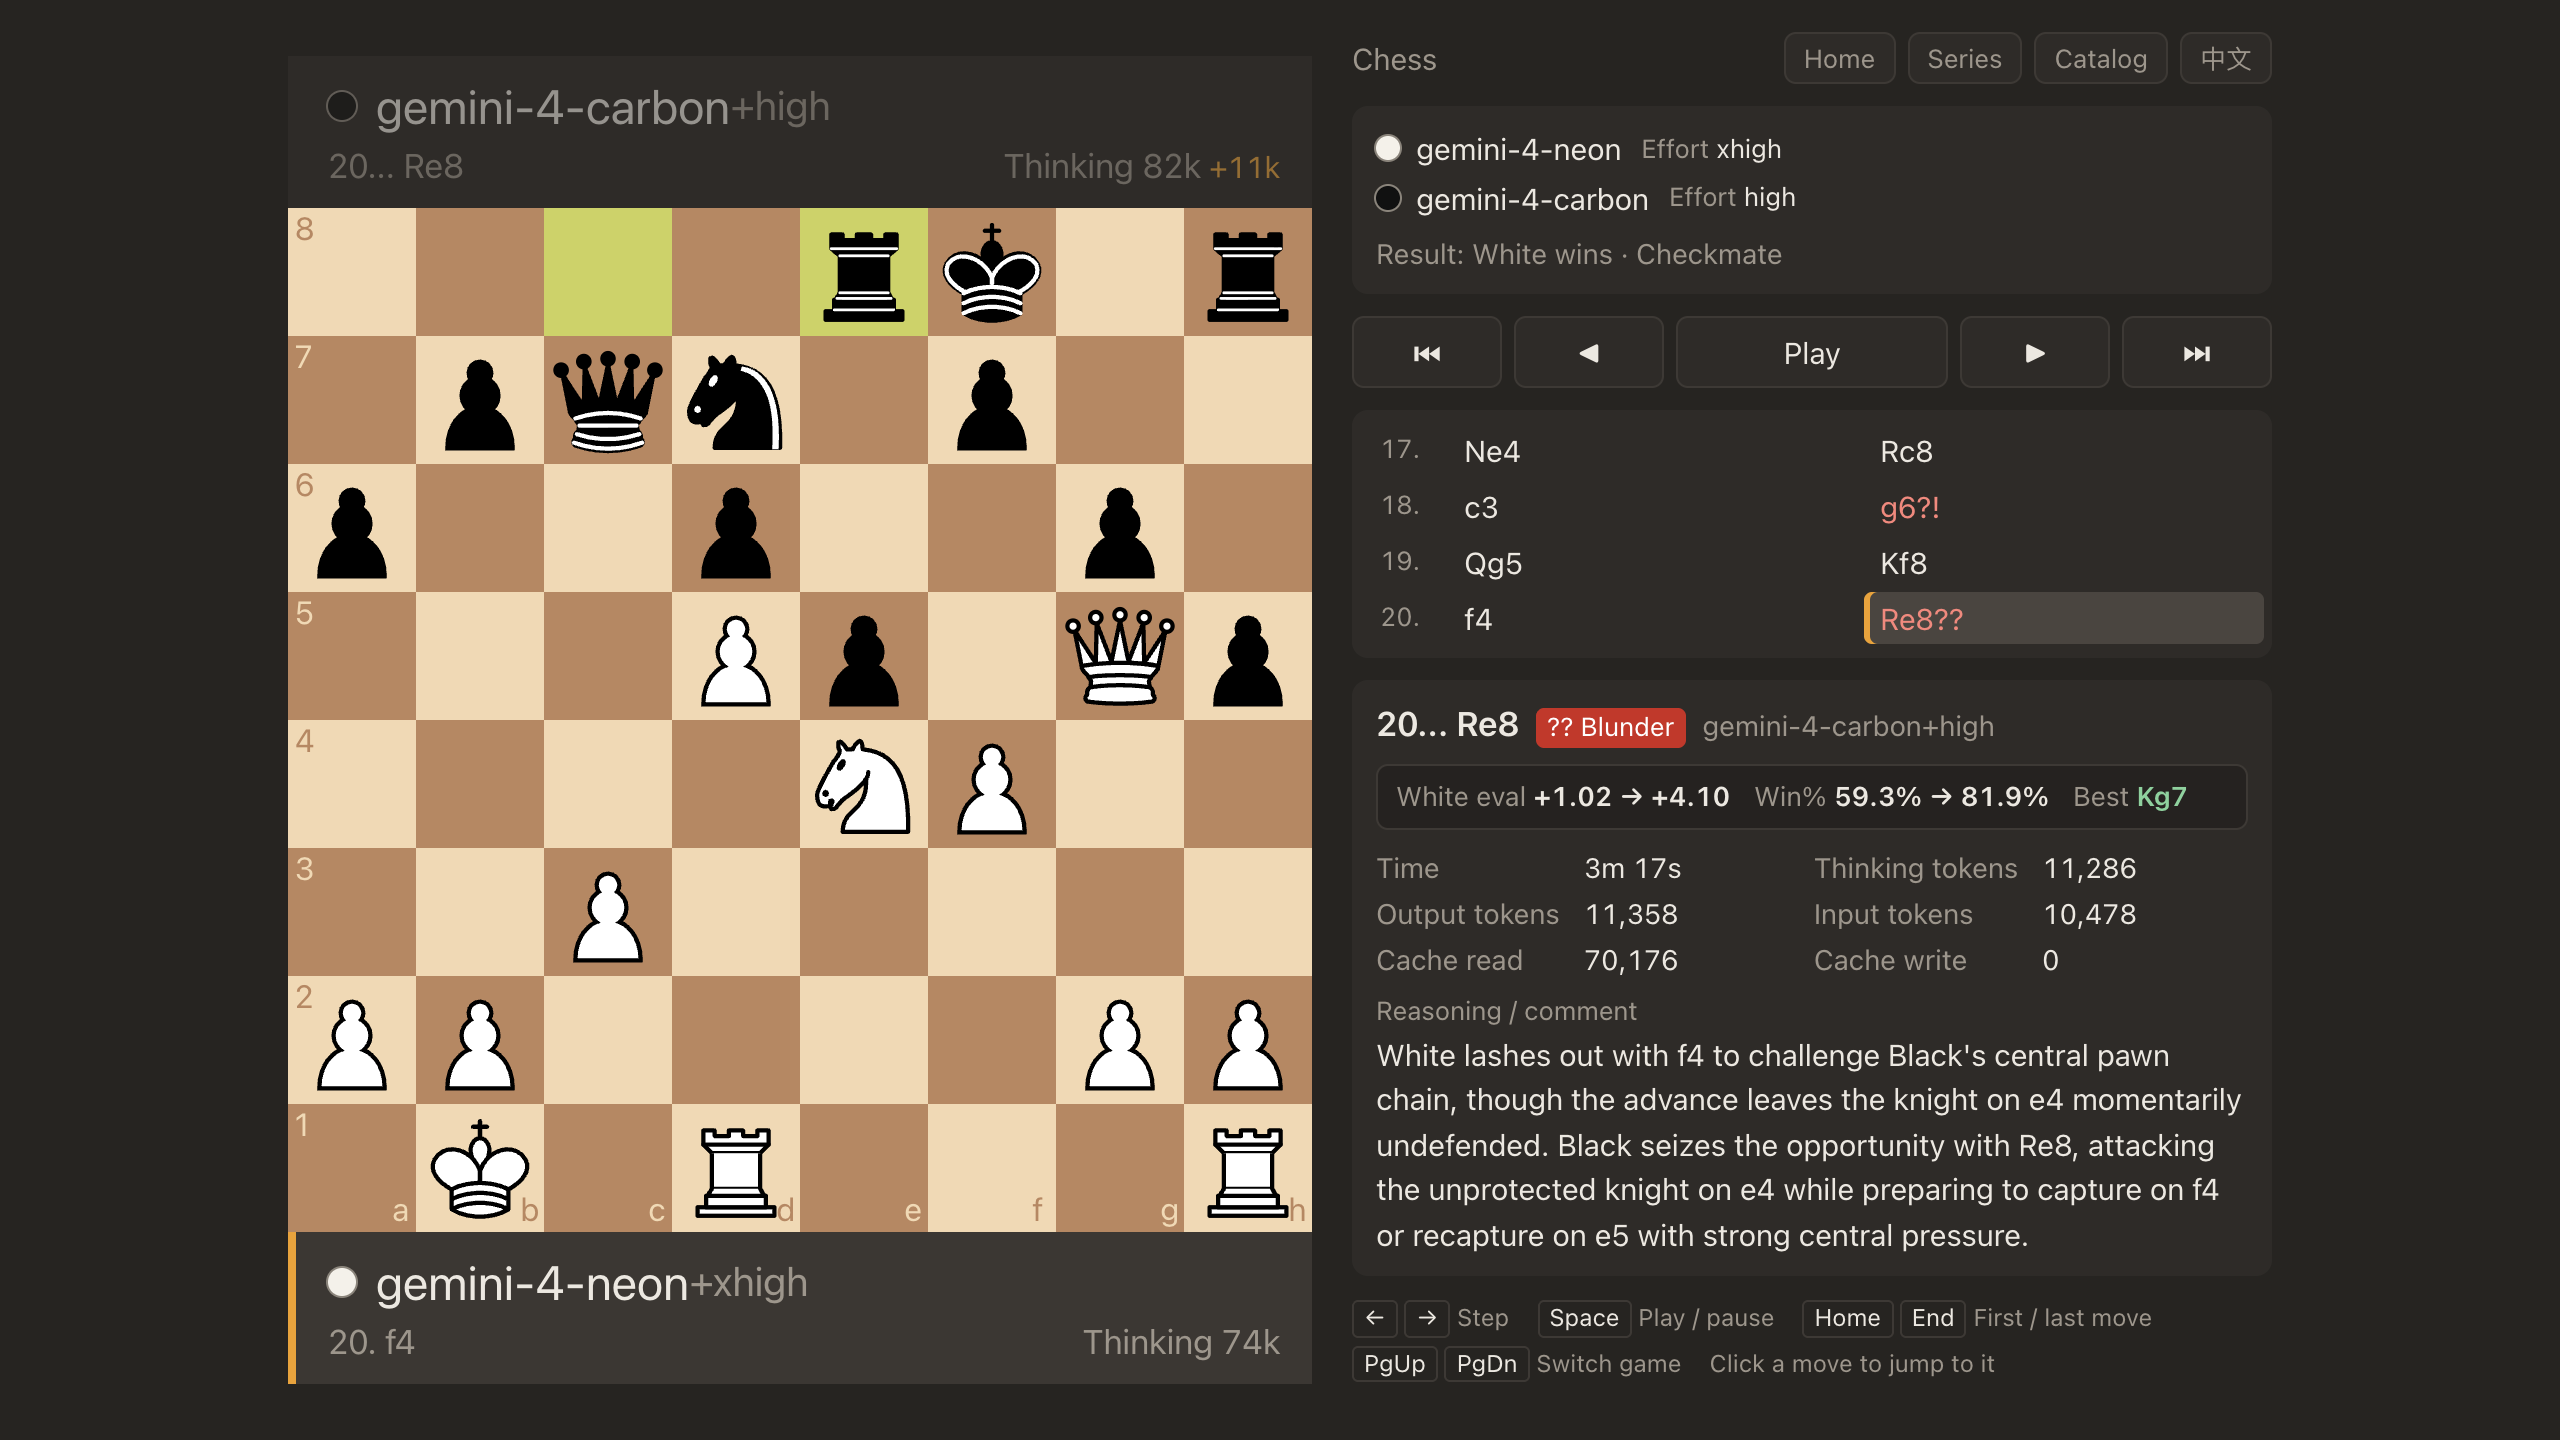 gemini-4-carbon+high
20... Re8
Thinking 82k +11k
8
7
6
5
4
3
2
1
a b c d e f g h
gemini-4-neon+xhigh
20. f4
Thinking 74k
Chess
Home
Series
Catalog
中文
gemini-4-neon Effort xhigh
gemini-4-carbon Effort high
Result: White wins · Checkmate
Play
17. Ne4 Rc8
18. c3 g6?!
19. Qg5 Kf8
20. f4 Re8??
20... Re8 ?? Blunder gemini-4-carbon+high
White eval +1.02 → +4.10 Win% 59.3% → 81.9% Best Kg7
Time 3m 17s Thinking tokens 11,286
Output tokens 11,358 Input tokens 10,478
Cache read 70,176 Cache write 0
Reasoning / comment
White lashes out with f4 to challenge Black's central pawn
chain, though the advance leaves the knight on e4 momentarily
undefended. Black seizes the opportunity with Re8, attacking
the unprotected knight on e4 while preparing to capture on f4
or recapture on e5 with strong central pressure.
← → Step Space Play / pause Home End First / last move
PgUp PgDn Switch game Click a move to jump to it